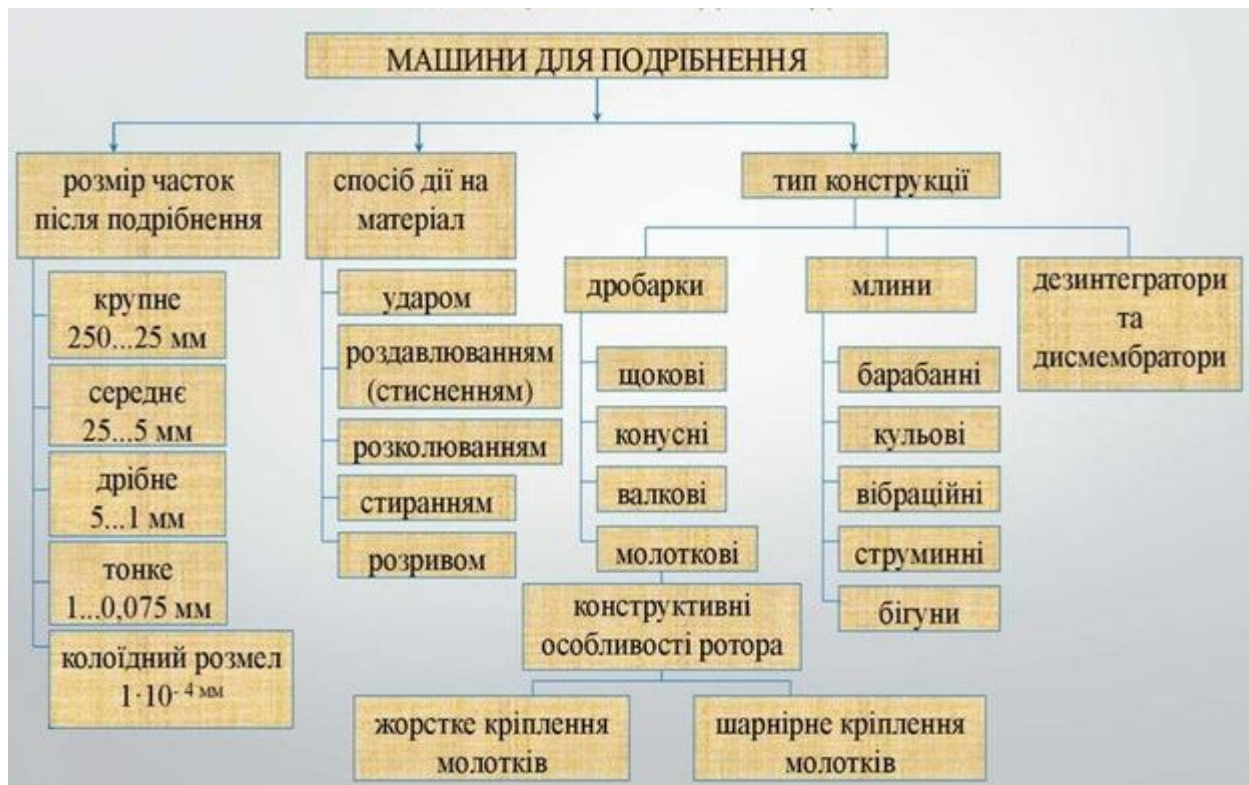 МАШИНИ ДЛЯ ПОДРІБНЕННЯ
розмір часток
після подрібнення
крупне
250...25 мм
середнє
25...5 мм
дрібне
5...1 мм
тонке
1...0,075 мм
колоїдний розмел
1·10⁻ ⁴ ᵐᵐ
спосіб дії на
матеріал
ударом
роздавлюванням
(стисненням)
розколюванням
стиранням
розривом
тип конструкції
дробарки
щокові
конусні
валкові
молоткові
конструктивні
особливості ротора
жорстке кріплення
молотків
шарнірне кріплення
молотків
млини
барабанні
кульові
вібраційні
струминні
бігуни
дезинтегратори
та
дисмембратори